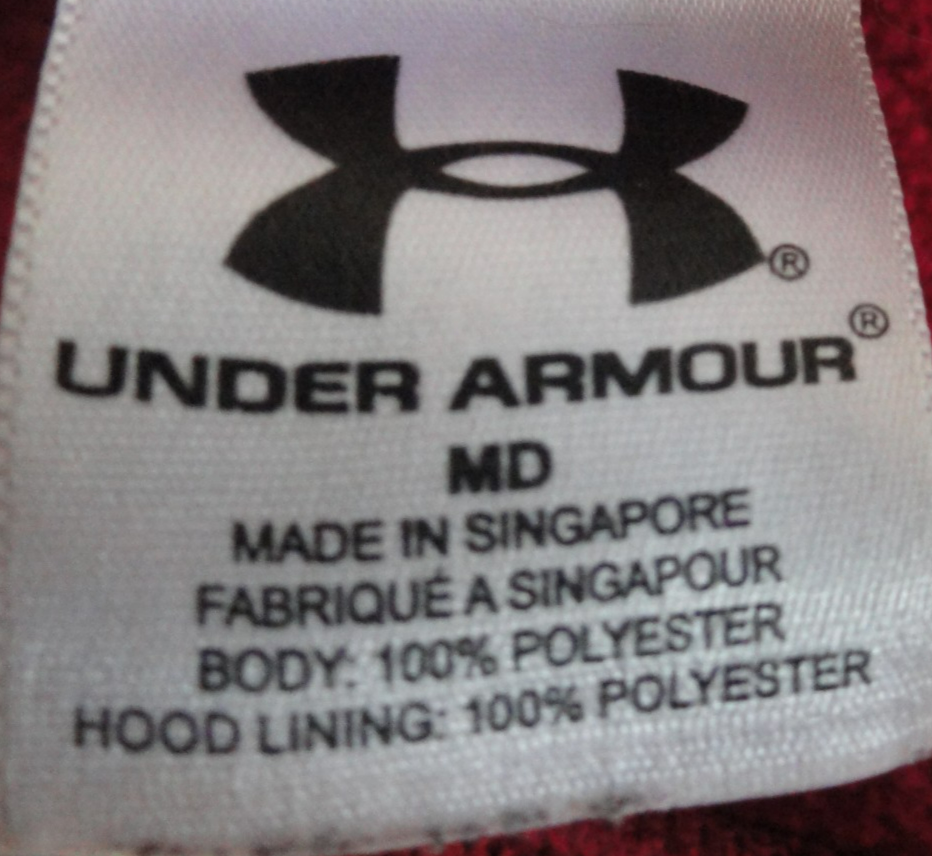 ®
UNDER ARMOUR®
MD
MADE IN SINGAPORE
FABRIQUÉ A SINGAPOUR
BODY: 100% POLYESTER
HOOD LINING: 100% POLYESTER